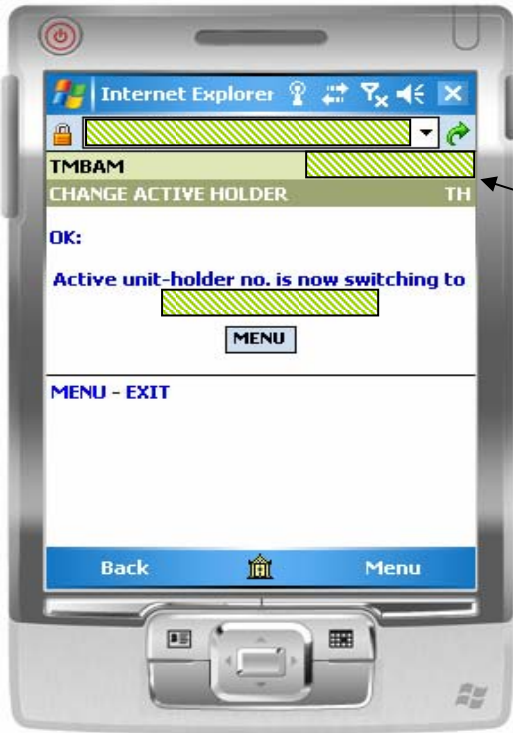 Internet Explorer
TMBAM
CHANGE ACTIVE HOLDER TH
OK:
Active unit-holder no. is now switching to
MENU
MENU - EXIT
Back Menu